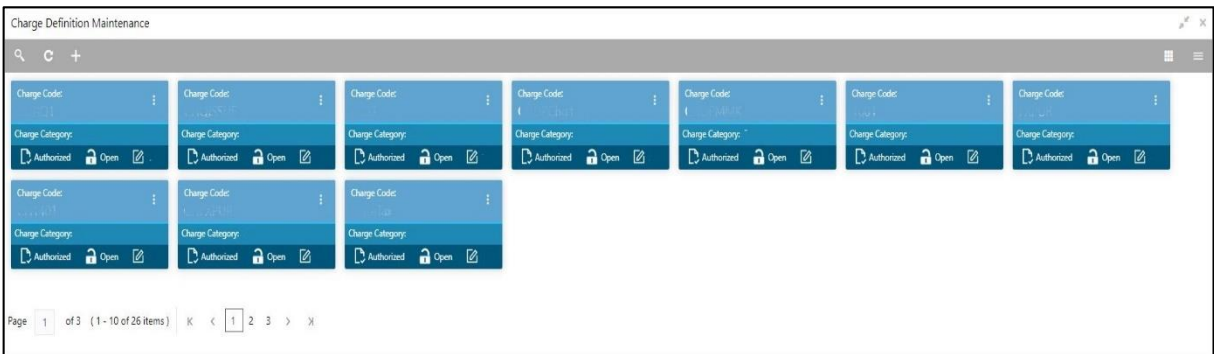 Charge Definition Maintenance
Charge Code: Charge Code: Charge Code: Charge Code: Charge Code: Charge Code: Charge Code:
Charge Category: Charge Category: Charge Category: Charge Category: Charge Category: Charge Category: Charge Category:
Authorized Open Authorized Open Authorized Open Authorized Open Authorized Open Authorized Open Authorized Open
Charge Code: Charge Code: Charge Code:
Charge Category: Charge Category: Charge Category:
Authorized Open Authorized Open Authorized Open
Page 1 of 3 (1 - 10 of 26 items) K < 1 2 3 > >|